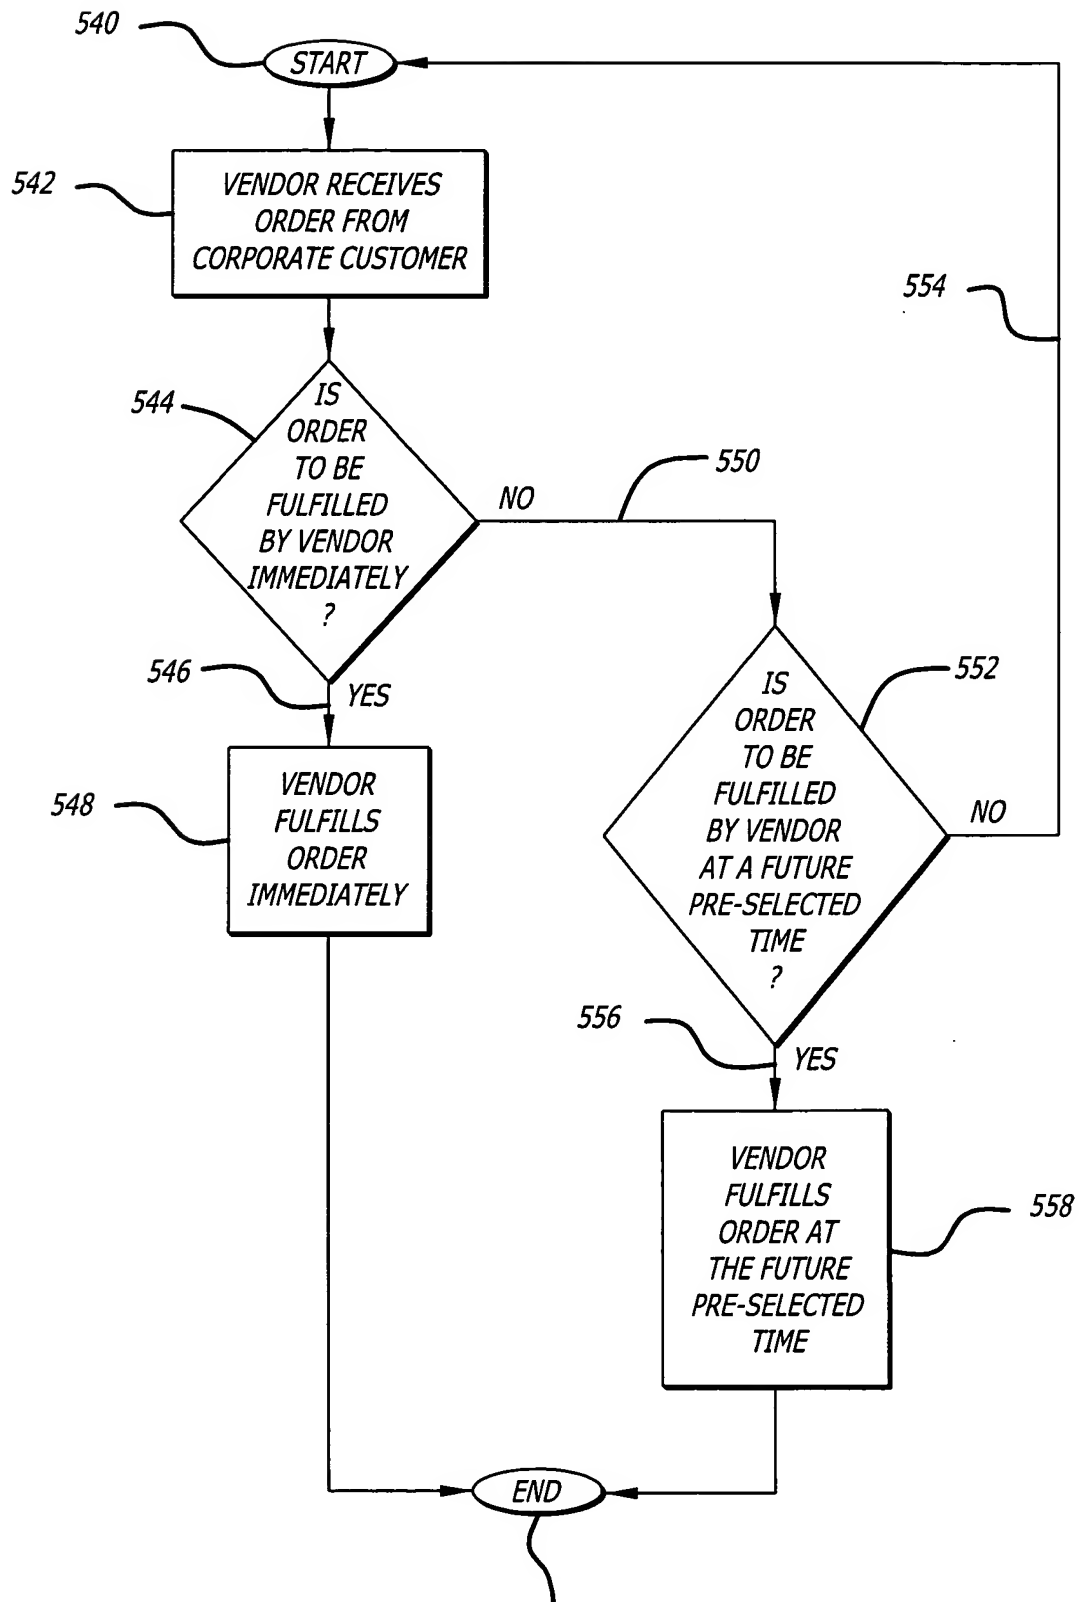 540
START
542
VENDOR RECEIVES
ORDER FROM
CORPORATE CUSTOMER
554
544
IS
ORDER
TO BE
FULFILLED
BY VENDOR
IMMEDIATELY
?
NO
550
546
YES
552
IS
ORDER
TO BE
FULFILLED
BY VENDOR
AT A FUTURE
PRE-SELECTED
TIME
?
NO
548
VENDOR
FULFILLS
ORDER
IMMEDIATELY
556
YES
VENDOR
FULFILLS
ORDER AT
THE FUTURE
PRE-SELECTED
TIME
558
END